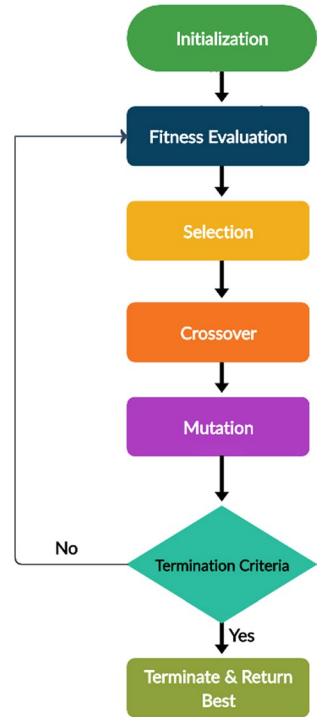 Initialization
Fitness Evaluation
Selection
Crossover
Mutation
Termination Criteria
No
Yes
Terminate & Return
Best